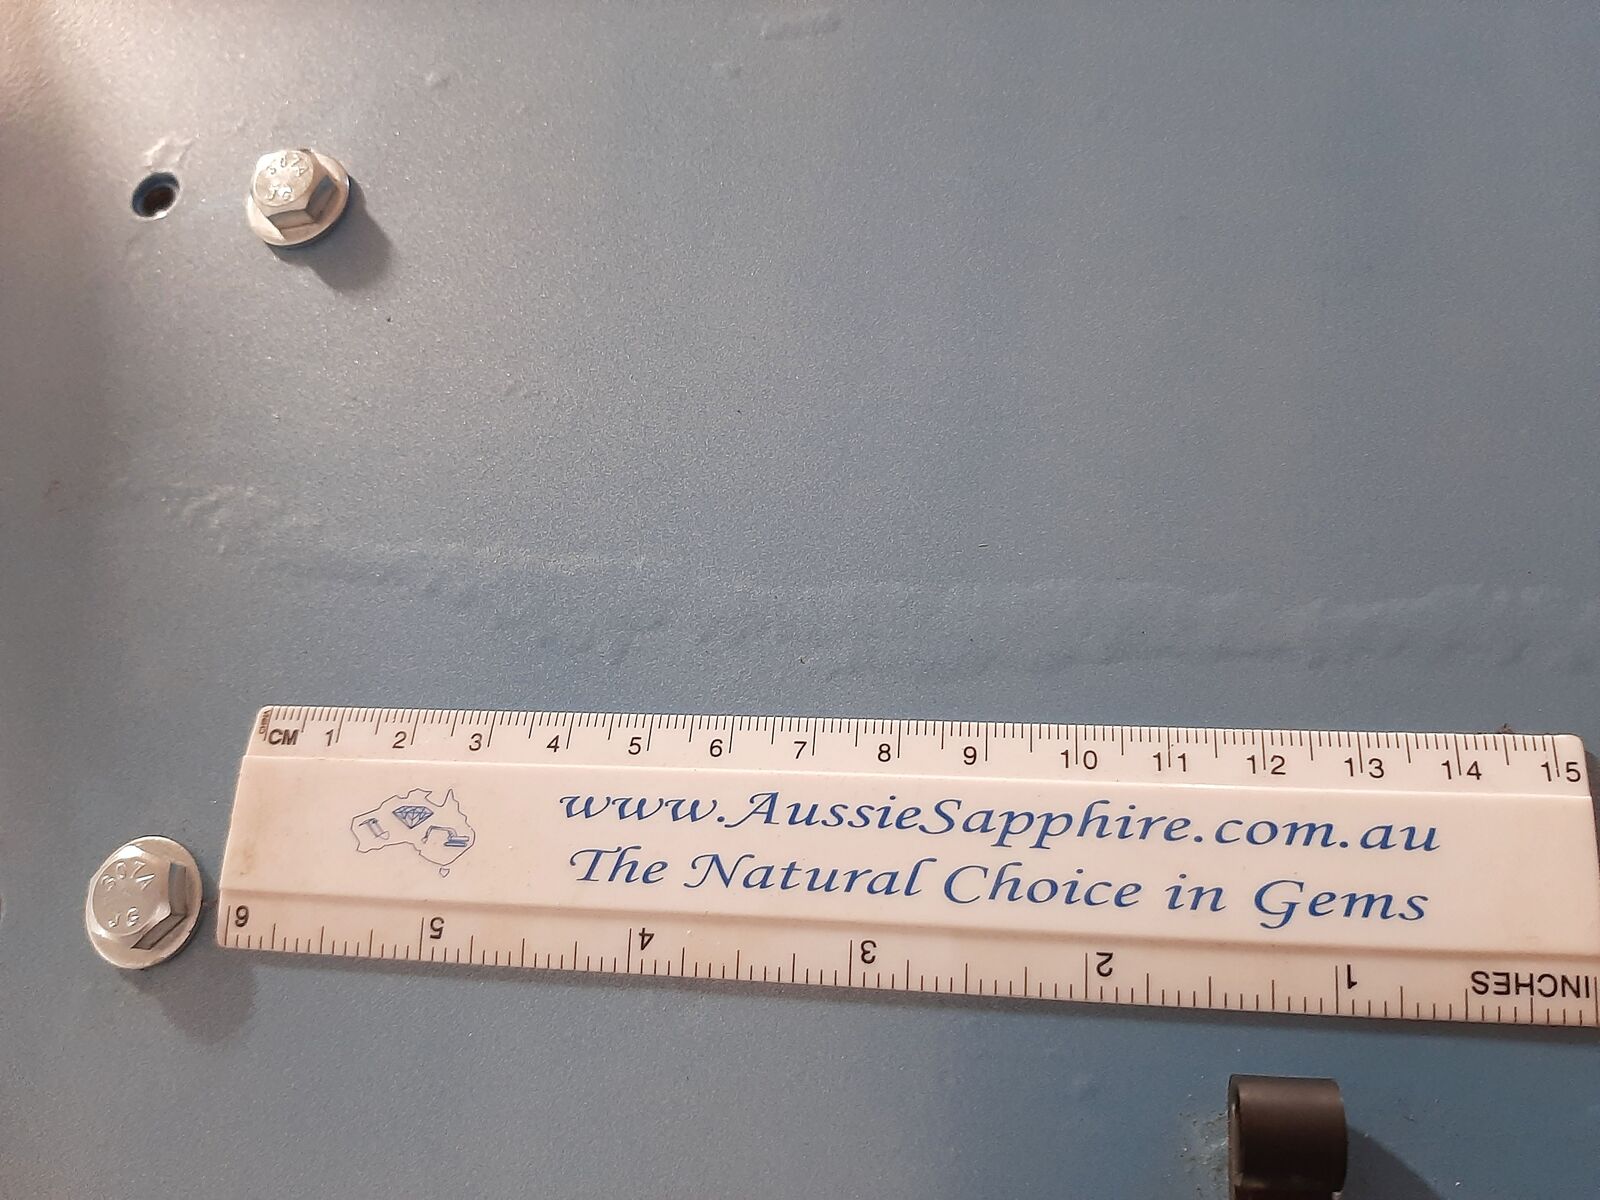 CM 1 2 3 4 5 6 7 8 9 10 11 12 13 14 15
www.AussieSapphire.com.au
The Natural Choice in Gems
6 5 4 3 2 1 INCHES